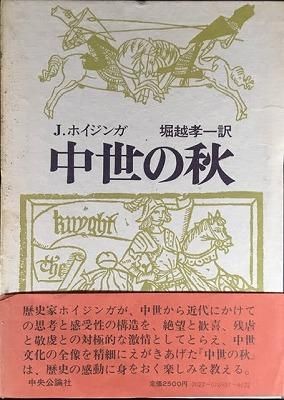 J.ホイジンガ 堀越孝一訳
中世の秋
knyght
the
歴史家ホイジンガが、中世から近代にかけて
の思考と感受性の構造を、絶望と歓喜、残虐
と敬虔との対極的な激情としてとらえ、中世
文化の全像を精細にえがきあげた『中世の秋』
は、歴史の感動に身をおく楽しみを教える。
中央公論社 定価2500円